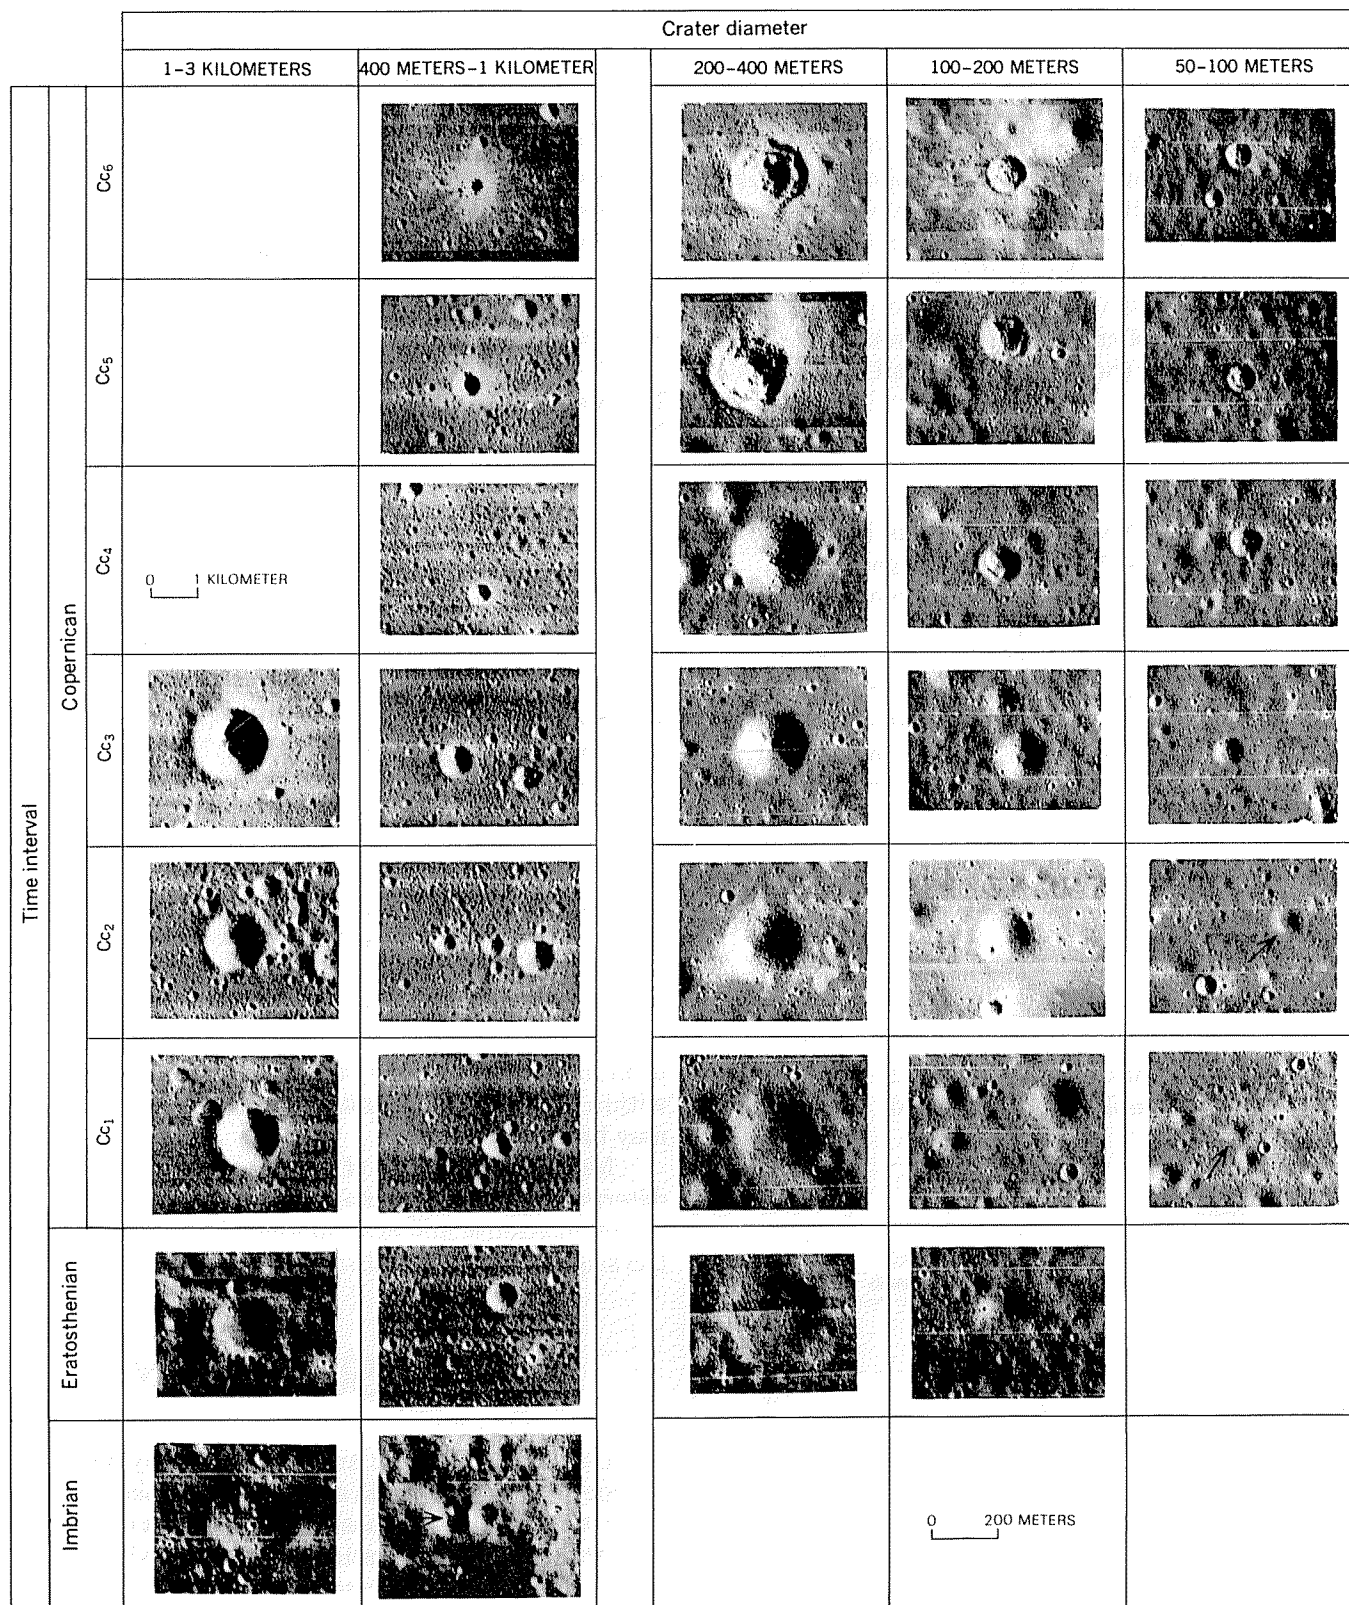 Crater diameter
1-3 KILOMETERS
400 METERS-1 KILOMETER
200-400 METERS
100-200 METERS
50-100 METERS
Time interval
Copernican
Cc6
Cc5
Cc4
0 1 KILOMETER
Cc3
Cc2
Cc1
Eratosthenian
Imbrian
0 200 METERS